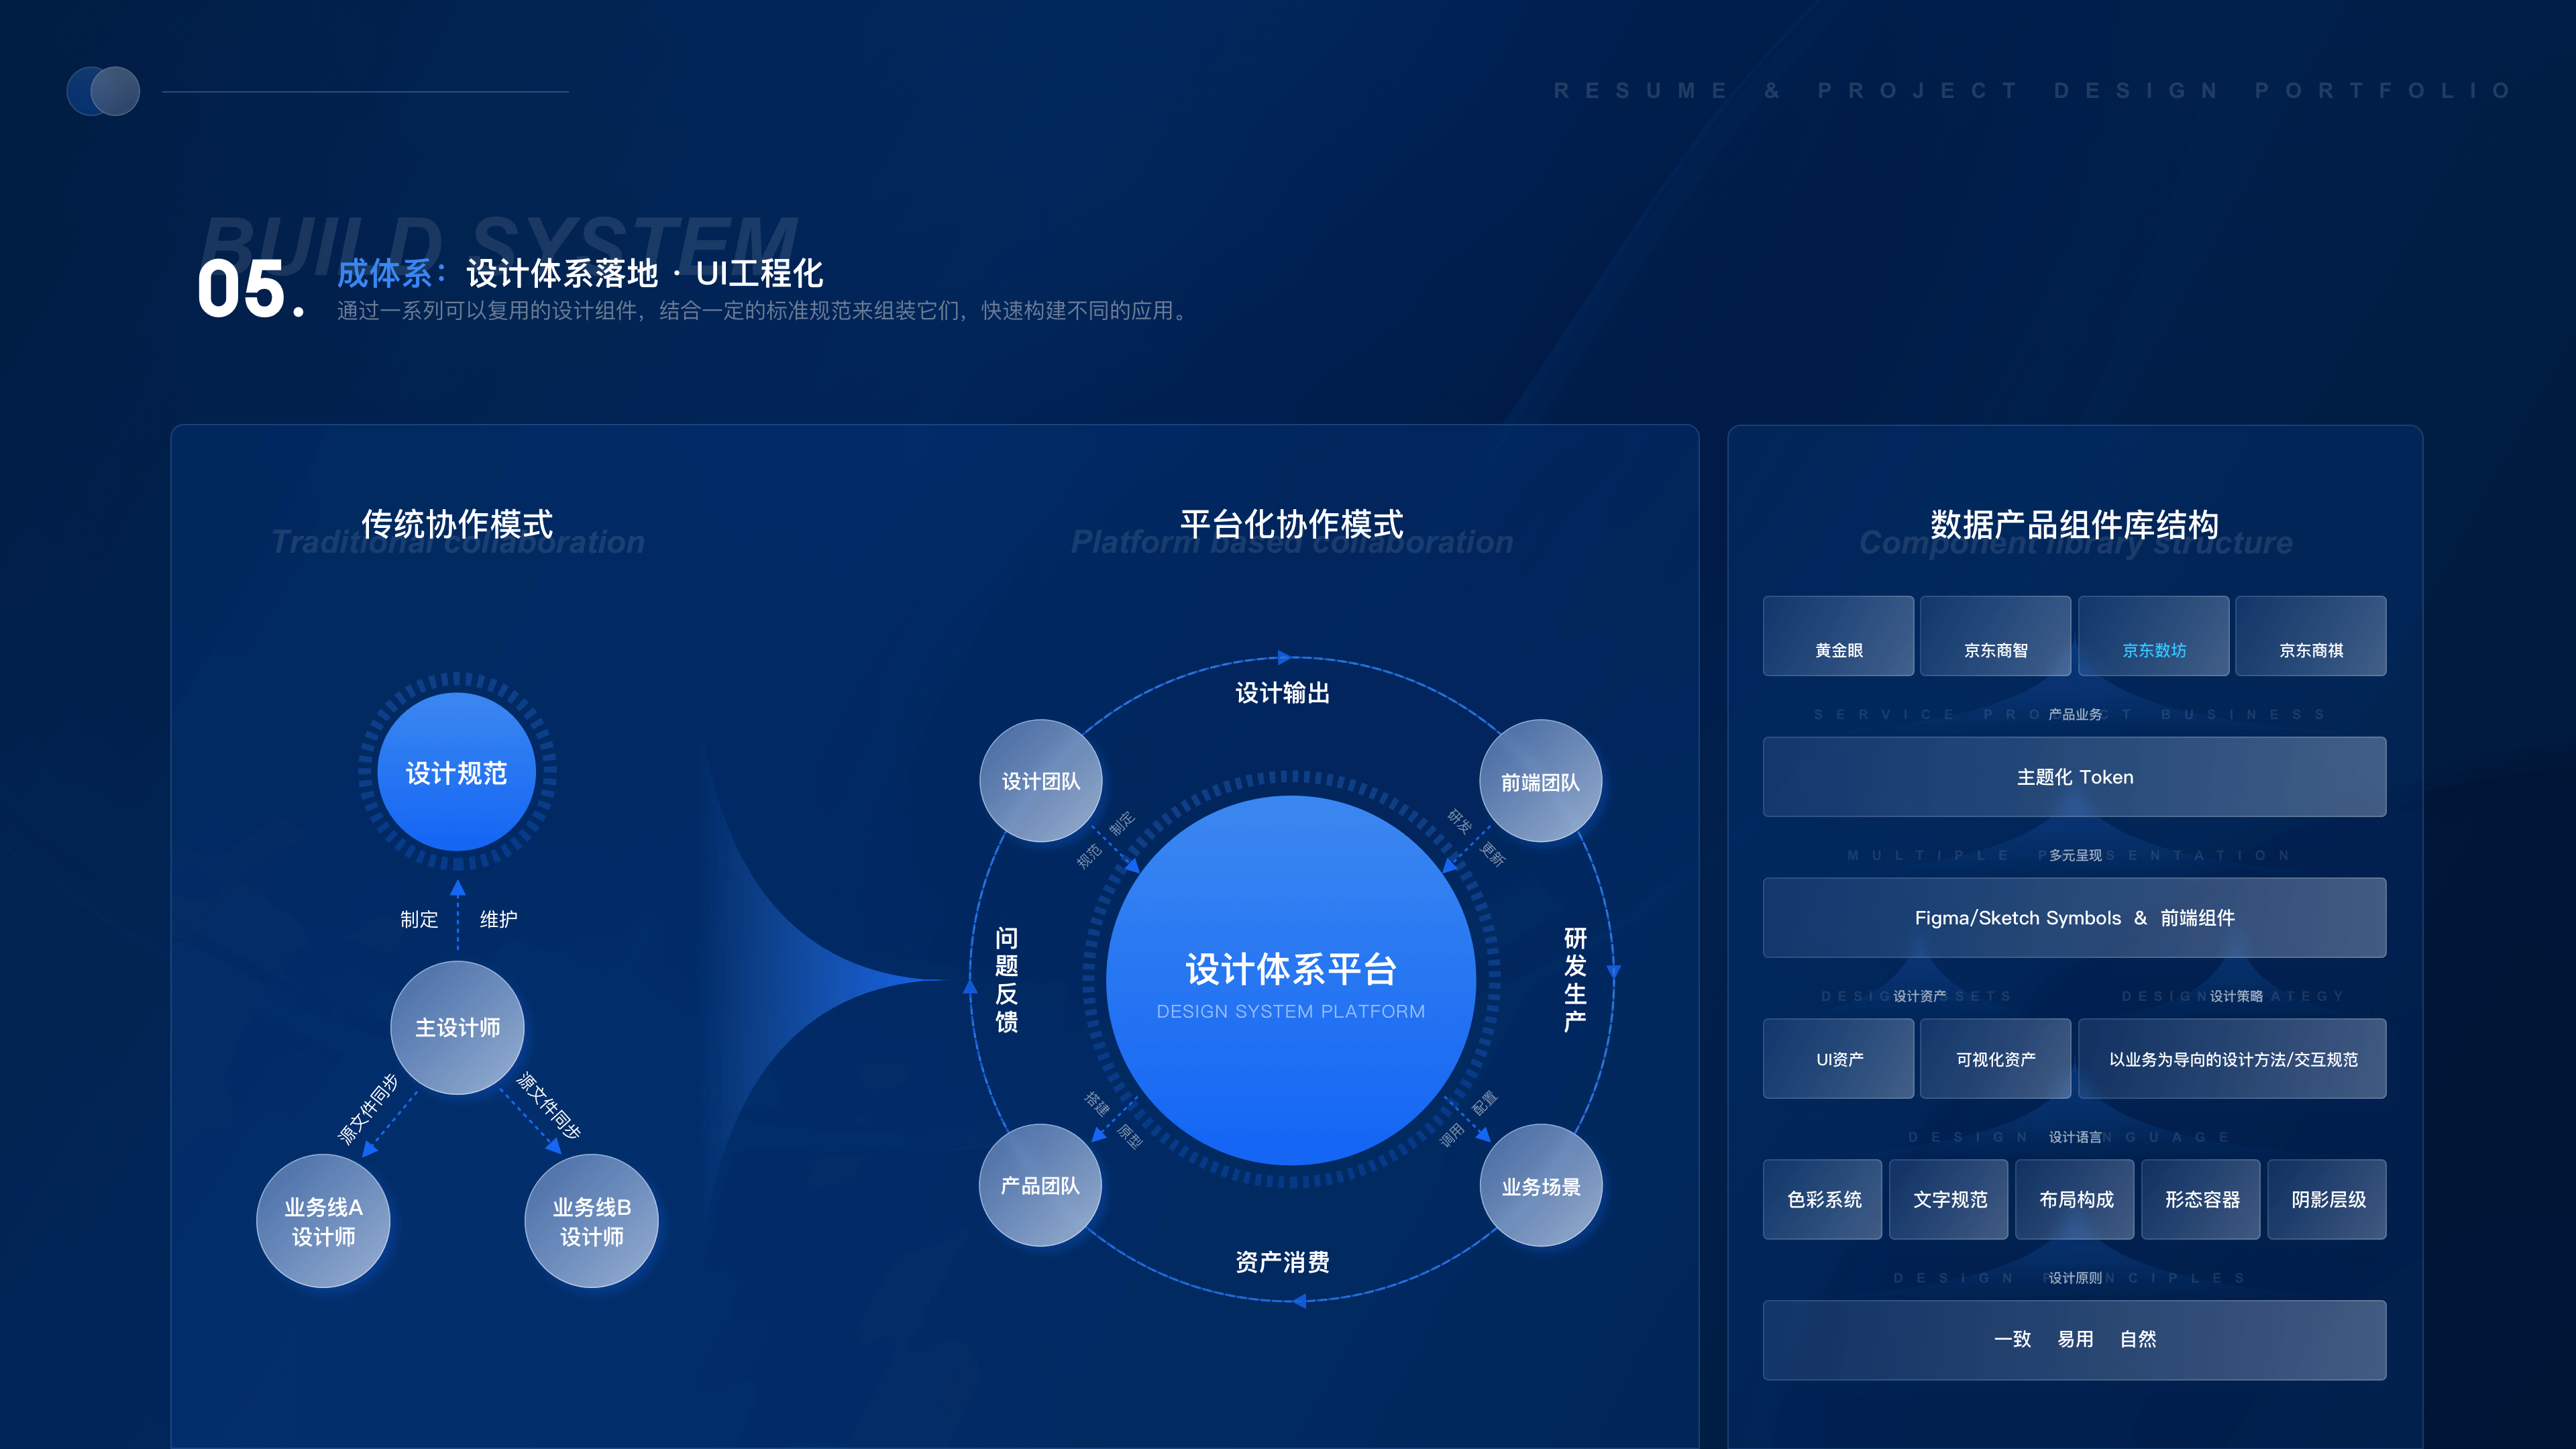 RESUME & PROJECT DESIGN PORTFOLIO
BUILD SYSTEM
05.
成体系：设计体系落地 · UI工程化
通过一系列可以复用的设计组件，结合一定的标准规范来组装它们，快速构建不同的应用。
传统协作模式
Traditional collaboration
设计规范
制定
维护
主设计师
源文件同步
源文件同步
业务线A
设计师
业务线B
设计师
平台化协作模式
Platform based collaboration
设计输出
设计团队
前端团队
制定
规范
研发
更新
问题反馈
研发生产
设计体系平台
DESIGN SYSTEM PLATFORM
搭建
原型
配置
调用
产品团队
业务场景
资产消费
数据产品组件库结构
Component library structure
黄金眼
京东商智
京东数坊
京东商祺
SERVICE PRODUCT BUSINESS
产品业务
主题化 Token
MULTIPLE PRESENTATION
多元呈现
Figma/Sketch Symbols & 前端组件
DESIGN ASSETS
设计资产
DESIGN STRATEGY
设计策略
UI资产
可视化资产
以业务为导向的设计方法/交互规范
DESIGN LANGUAGE
设计语言
色彩系统
文字规范
布局构成
形态容器
阴影层级
DESIGN PRINCIPLES
设计原则
一致 易用 自然